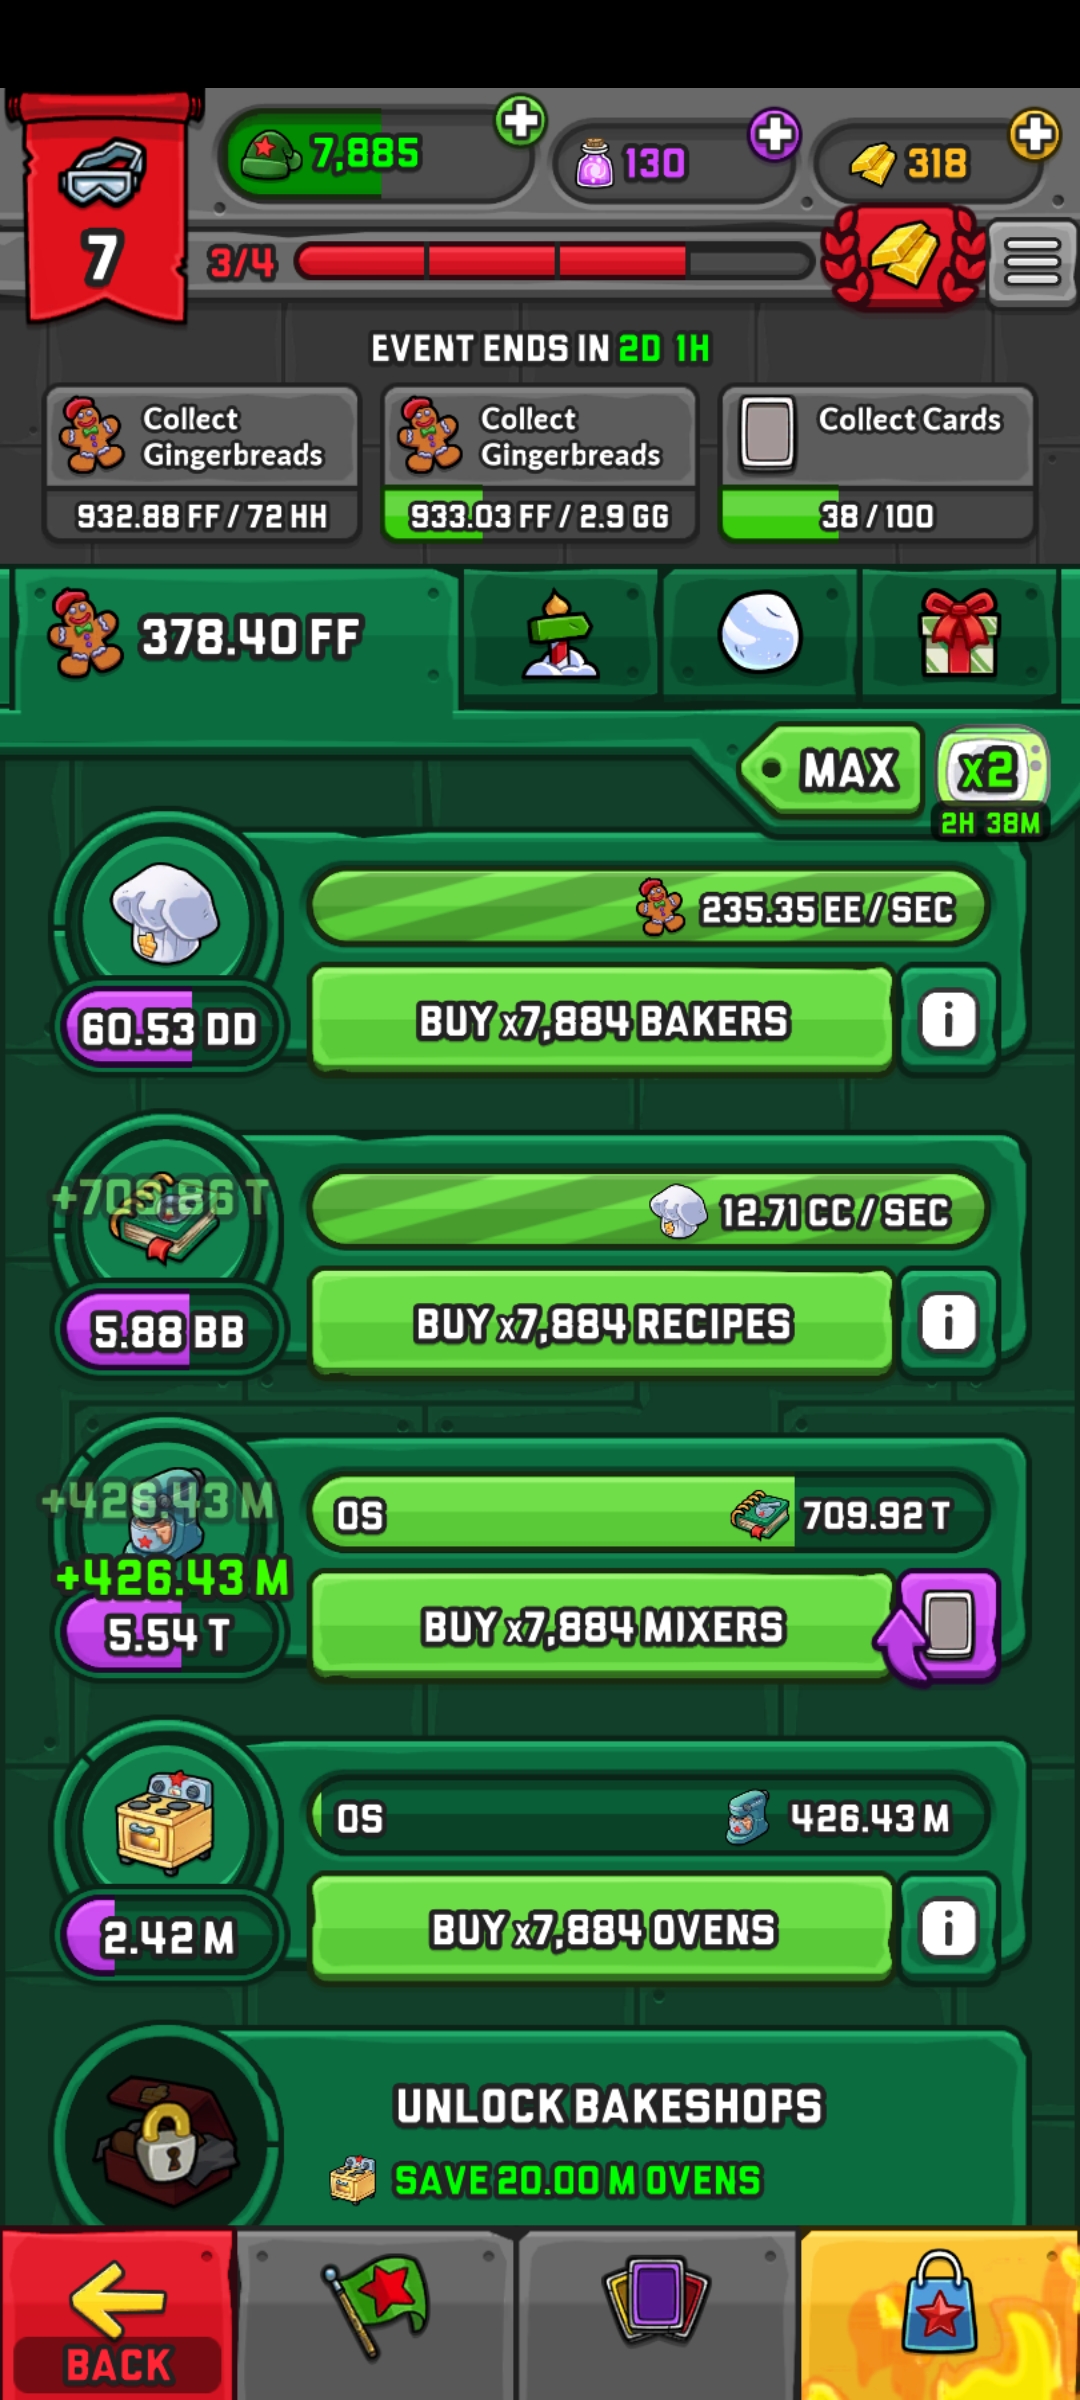 7,885
130
318
7
3/4
EVENT ENDS IN 2D 1H
Collect
Gingerbreads
932.88 FF / 72 HH
Collect
Gingerbreads
933.03 FF / 2.9 GG
Collect Cards
38 / 100
378.40 FF
MAX
x2
2H 38M
235.35 EE / SEC
60.53 DD
BUY x7,884 BAKERS
i
+709.86 T
12.71 CC / SEC
5.88 BB
BUY x7,884 RECIPES
i
+426.43 M
0S
709.92 T
+426.43 M
5.54 T
BUY x7,884 MIXERS
0S
426.43 M
2.42 M
BUY x7,884 OVENS
i
UNLOCK BAKESHOPS
SAVE 20.00 M OVENS
BACK